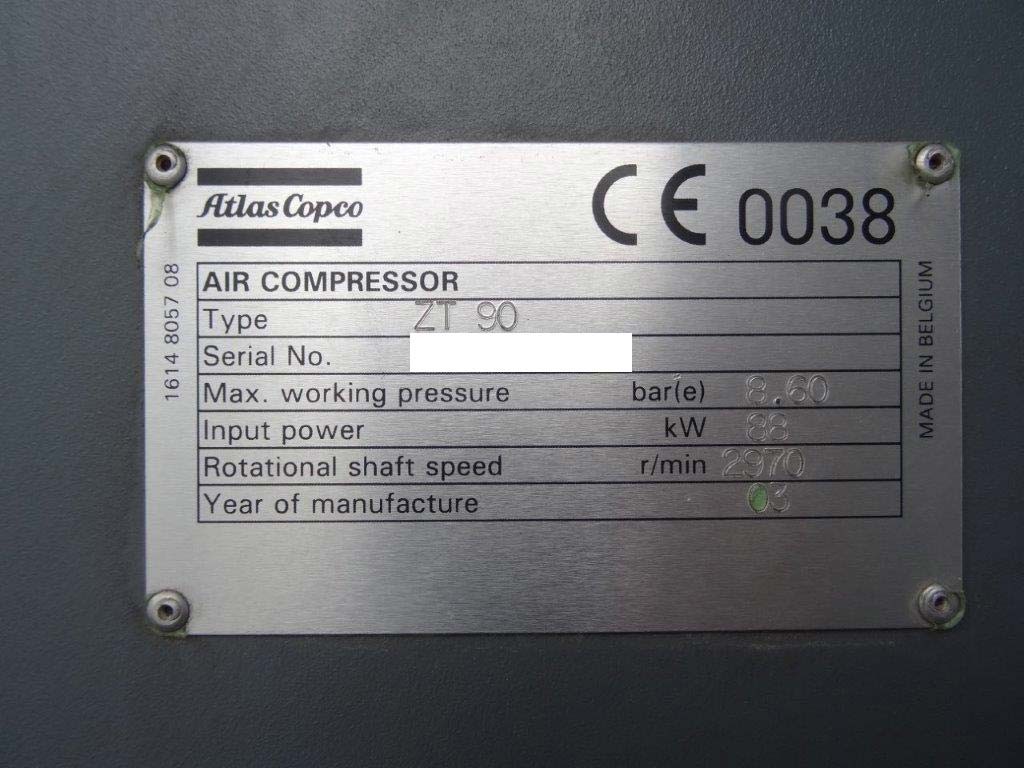 Atlas Copco
CE 0038
AIR COMPRESSOR
Type ZT 90
Serial No.
Max. working pressure bar(e) 8.60
Input power kW 88
Rotational shaft speed r/min 2970
Year of manufacture 03
1614 8057 08
MADE IN BELGIUM